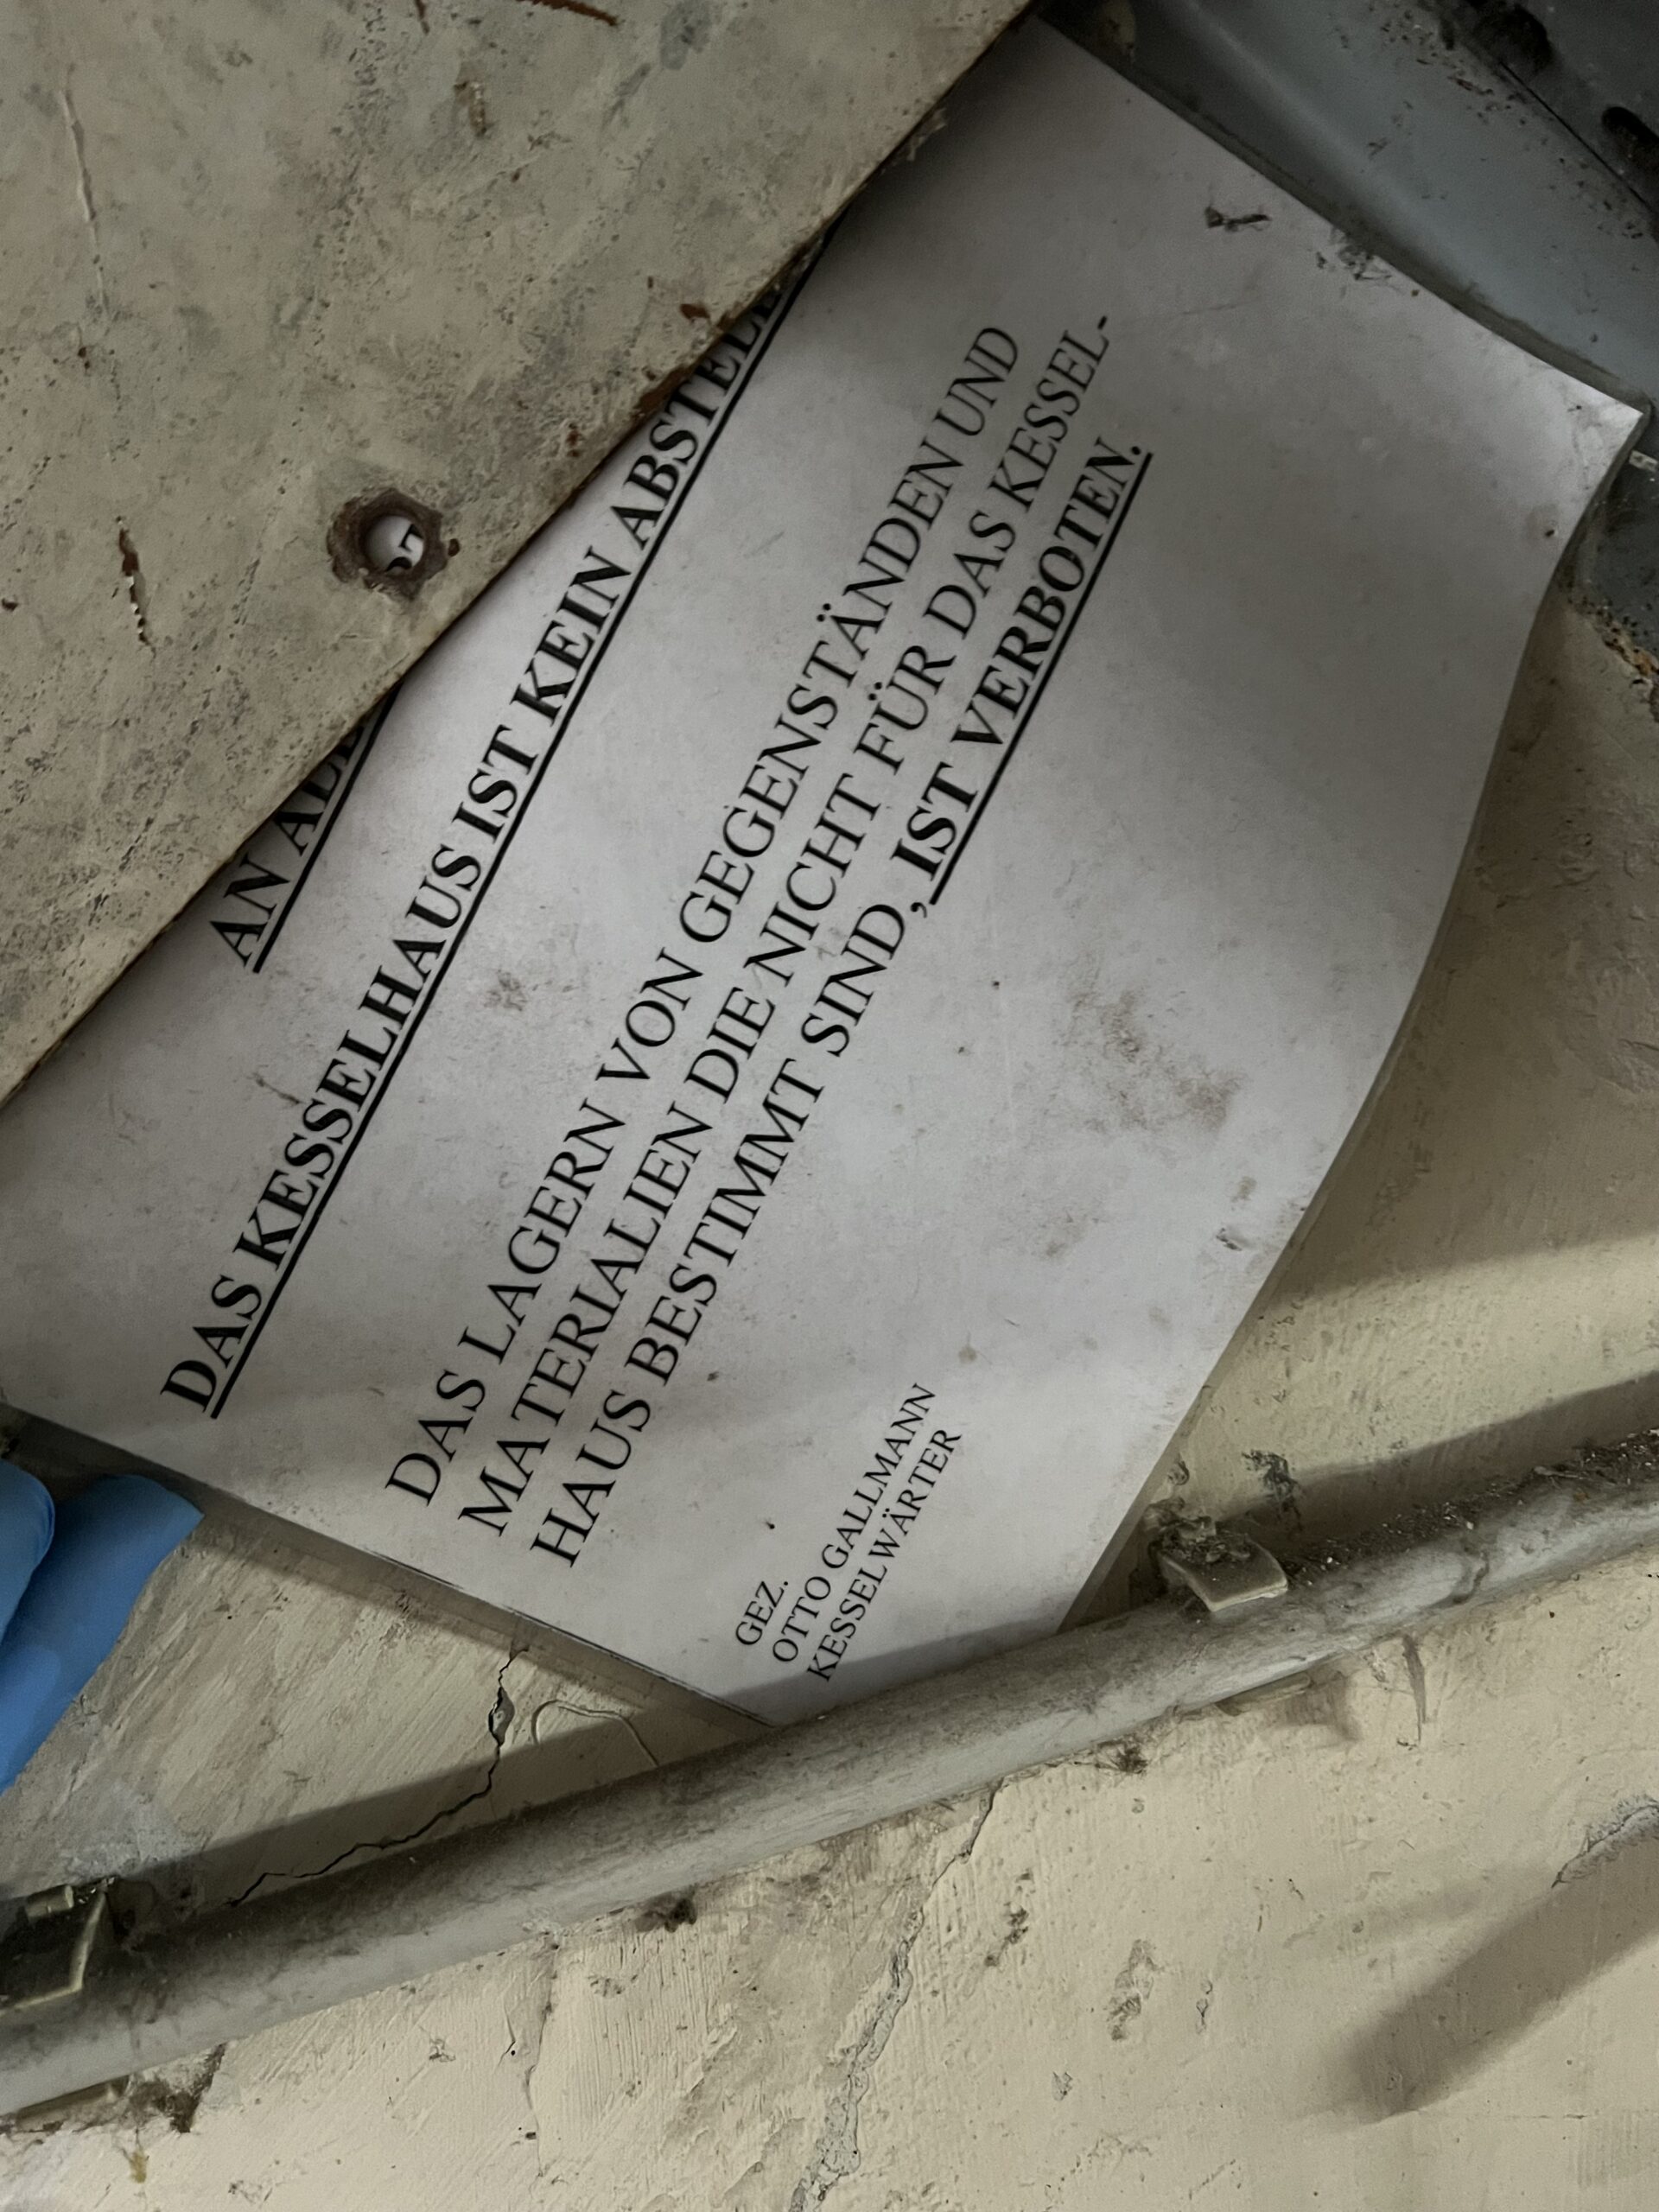 AN
DAS KESSELHAUS IST KEIN
DAS LAGERN VON GEGENSTÄNDEN UND
MATERIALIEN DIE NICHT FÜR DAS KESSEL-
HAUS BESTIMMT SIND, IST VERBOTEN.
GEZ.
OTTO GALLMANN
KESSELWÄRTER